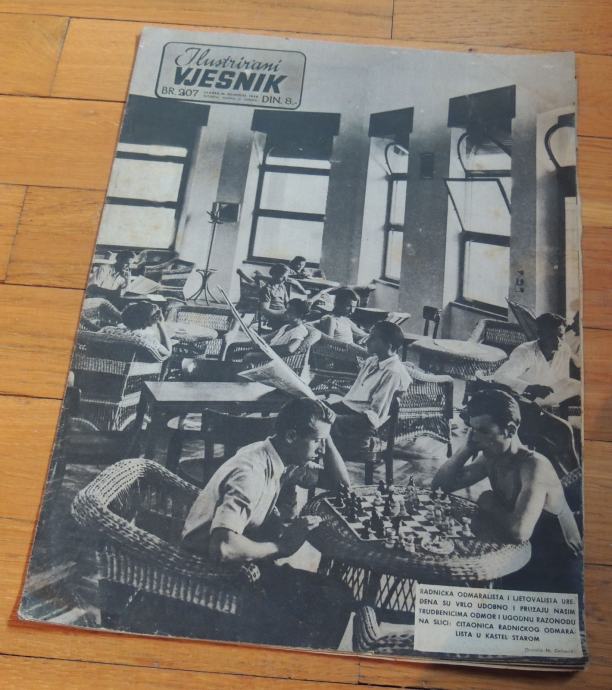 Ilustrirani
VJESNIK
BR. 207
DIN. 8.-
RADNIČKA ODMARALIŠTA I LJETOVALIŠTA URE-
ĐENA SU VRLO UDOBNO I PRUŽAJU NAŠIM
TRUDBENICIMA ODMOR I UGODNU RAZONODU
NA SLICI: ČITAONICA RADNIČKOG ODMARA-
LIŠTA U KAŠTEL STAROM